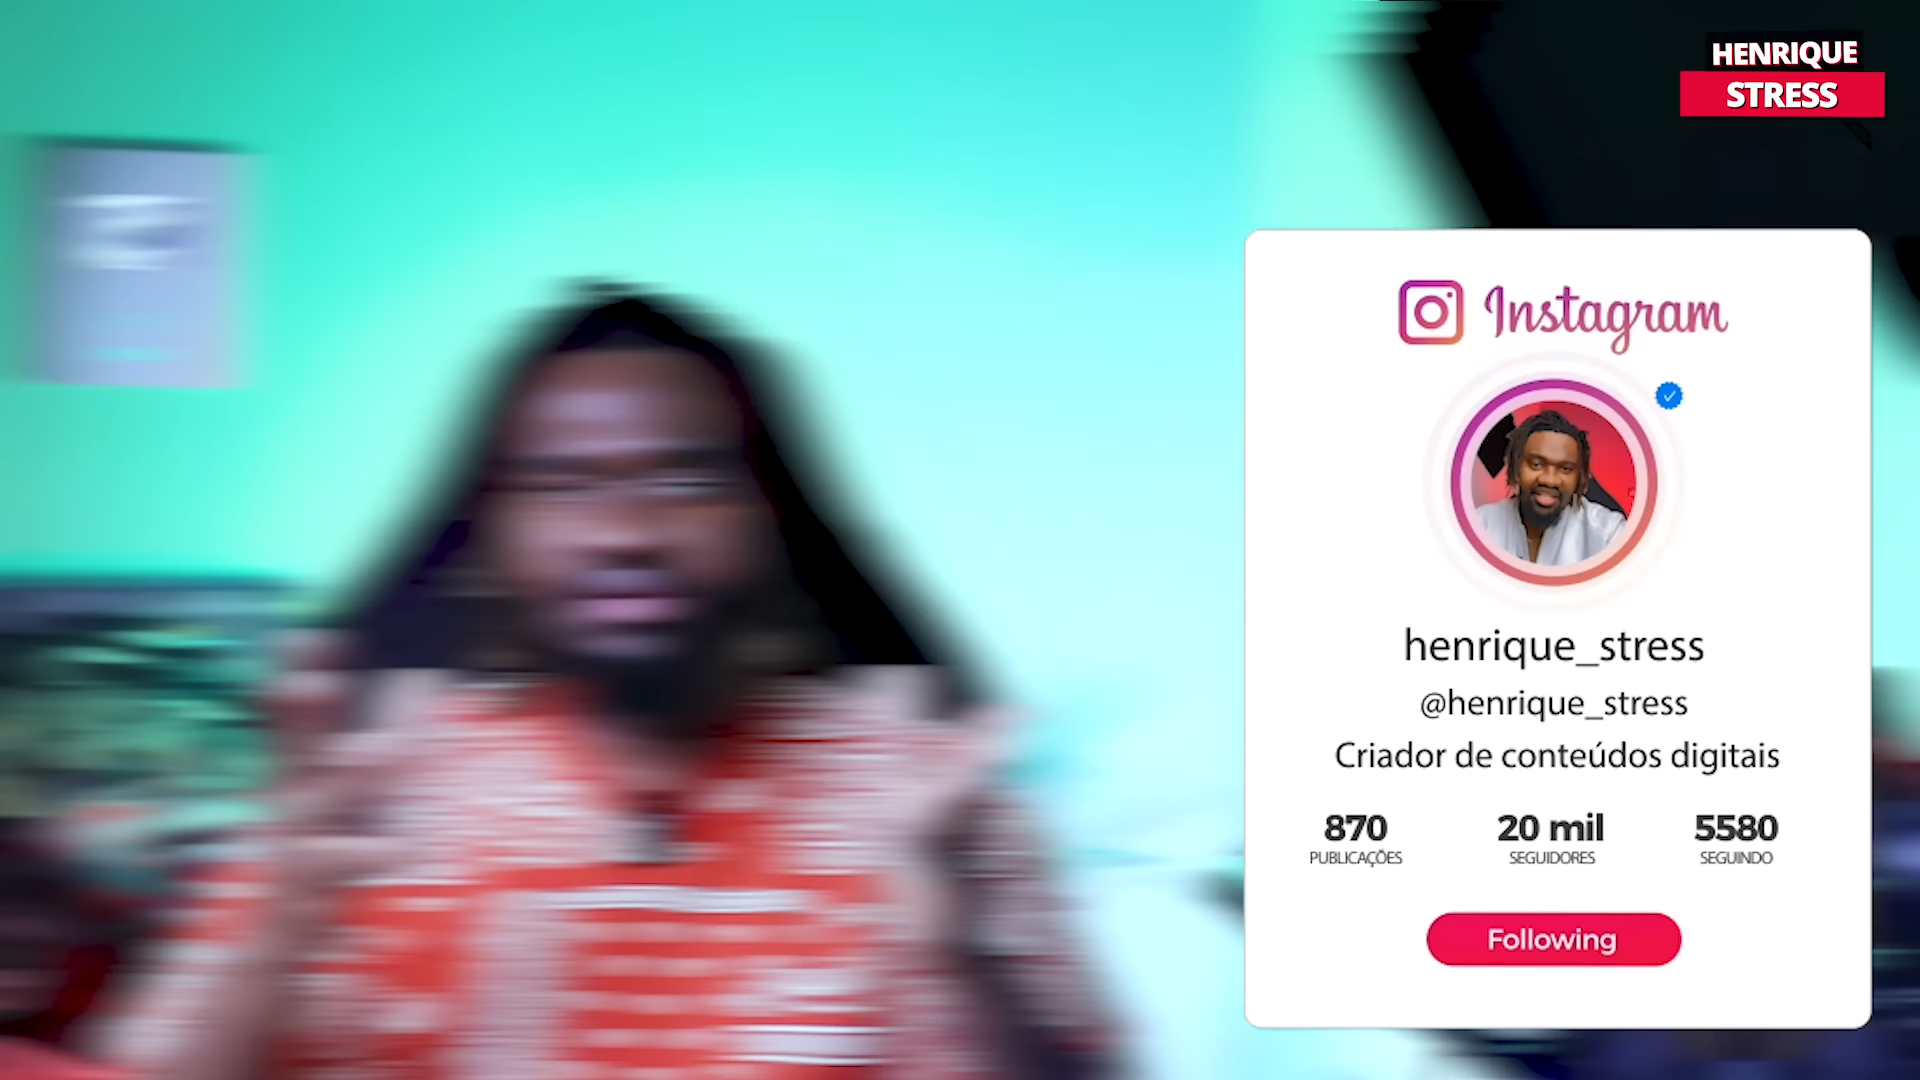 HENRIQUE
STRESS
Instagram
henrique_stress
@henrique_stress
Criador de conteúdos digitais
870
PUBLICAÇÕES
20 mil
SEGUIDORES
5580
SEGUINDO
Following